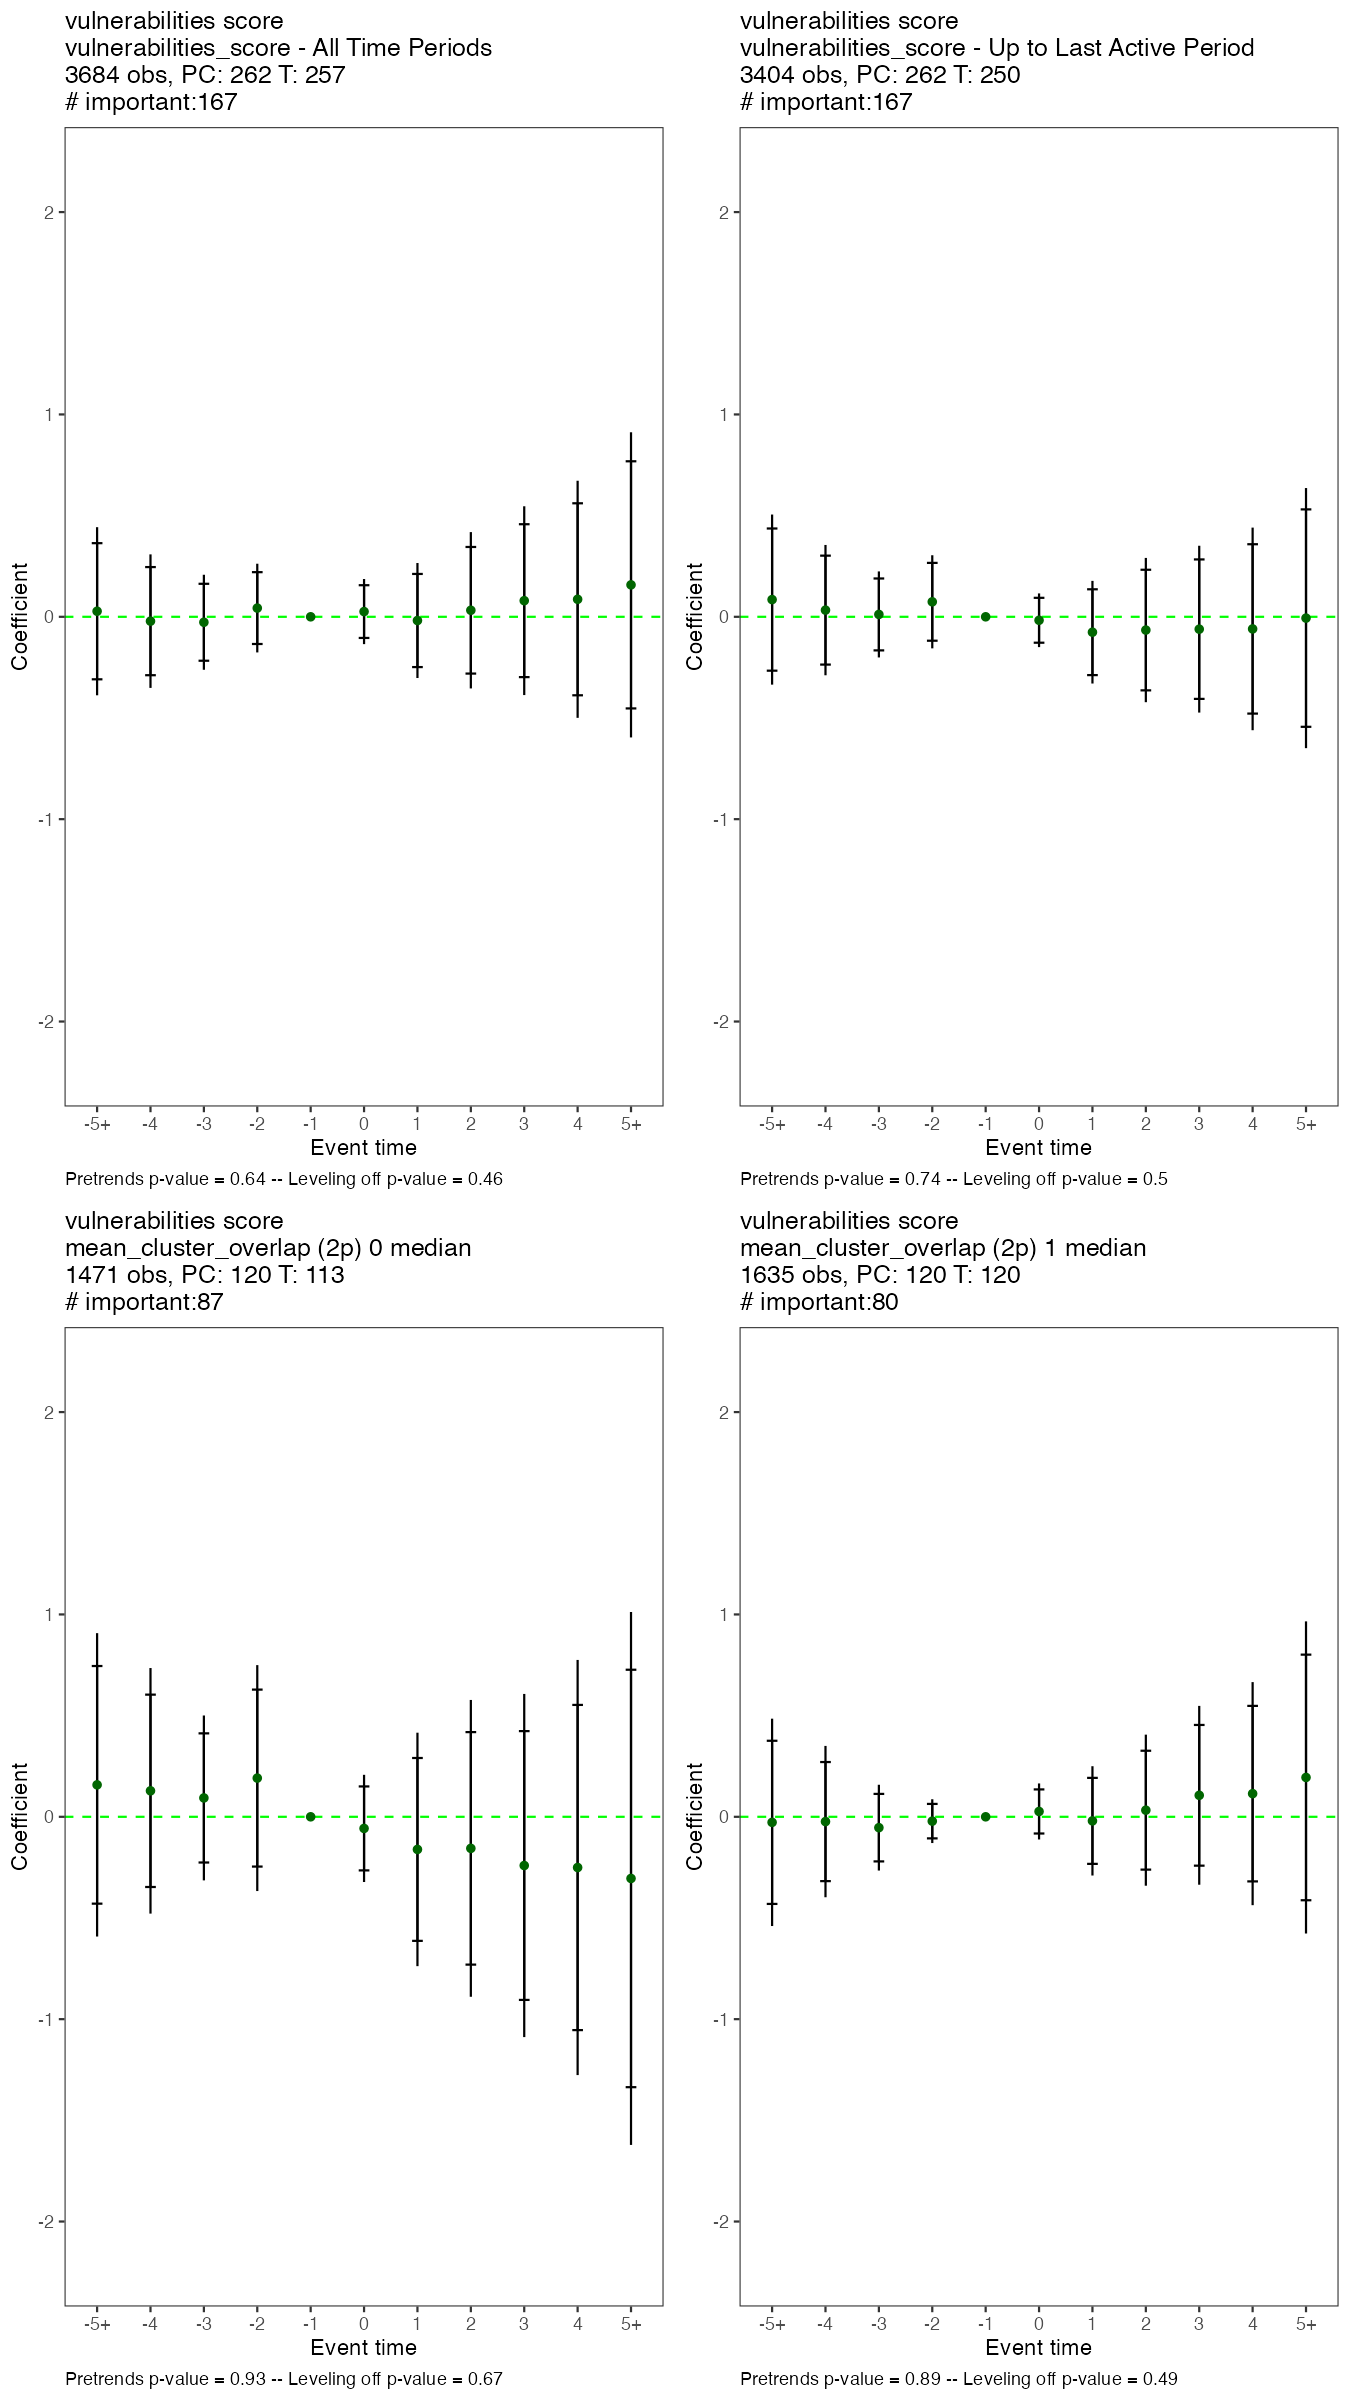 vulnerabilities score
vulnerabilities_score - All Time Periods
3684 obs, PC: 262 T: 257
# important:167
2
1
0
-1
-2
Coefficient
-5+ -4 -3 -2 -1 0 1 2 3 4 5+
Event time
Pretrends p-value = 0.64 -- Leveling off p-value = 0.46
vulnerabilities score
vulnerabilities_score - Up to Last Active Period
3404 obs, PC: 262 T: 250
# important:167
2
1
0
-1
-2
Coefficient
-5+ -4 -3 -2 -1 0 1 2 3 4 5+
Event time
Pretrends p-value = 0.74 -- Leveling off p-value = 0.5
vulnerabilities score
mean_cluster_overlap (2p) 0 median
1471 obs, PC: 120 T: 113
# important:87
2
1
0
-1
-2
Coefficient
-5+ -4 -3 -2 -1 0 1 2 3 4 5+
Event time
Pretrends p-value = 0.93 -- Leveling off p-value = 0.67
vulnerabilities score
mean_cluster_overlap (2p) 1 median
1635 obs, PC: 120 T: 120
# important:80
2
1
0
-1
-2
Coefficient
-5+ -4 -3 -2 -1 0 1 2 3 4 5+
Event time
Pretrends p-value = 0.89 -- Leveling off p-value = 0.49